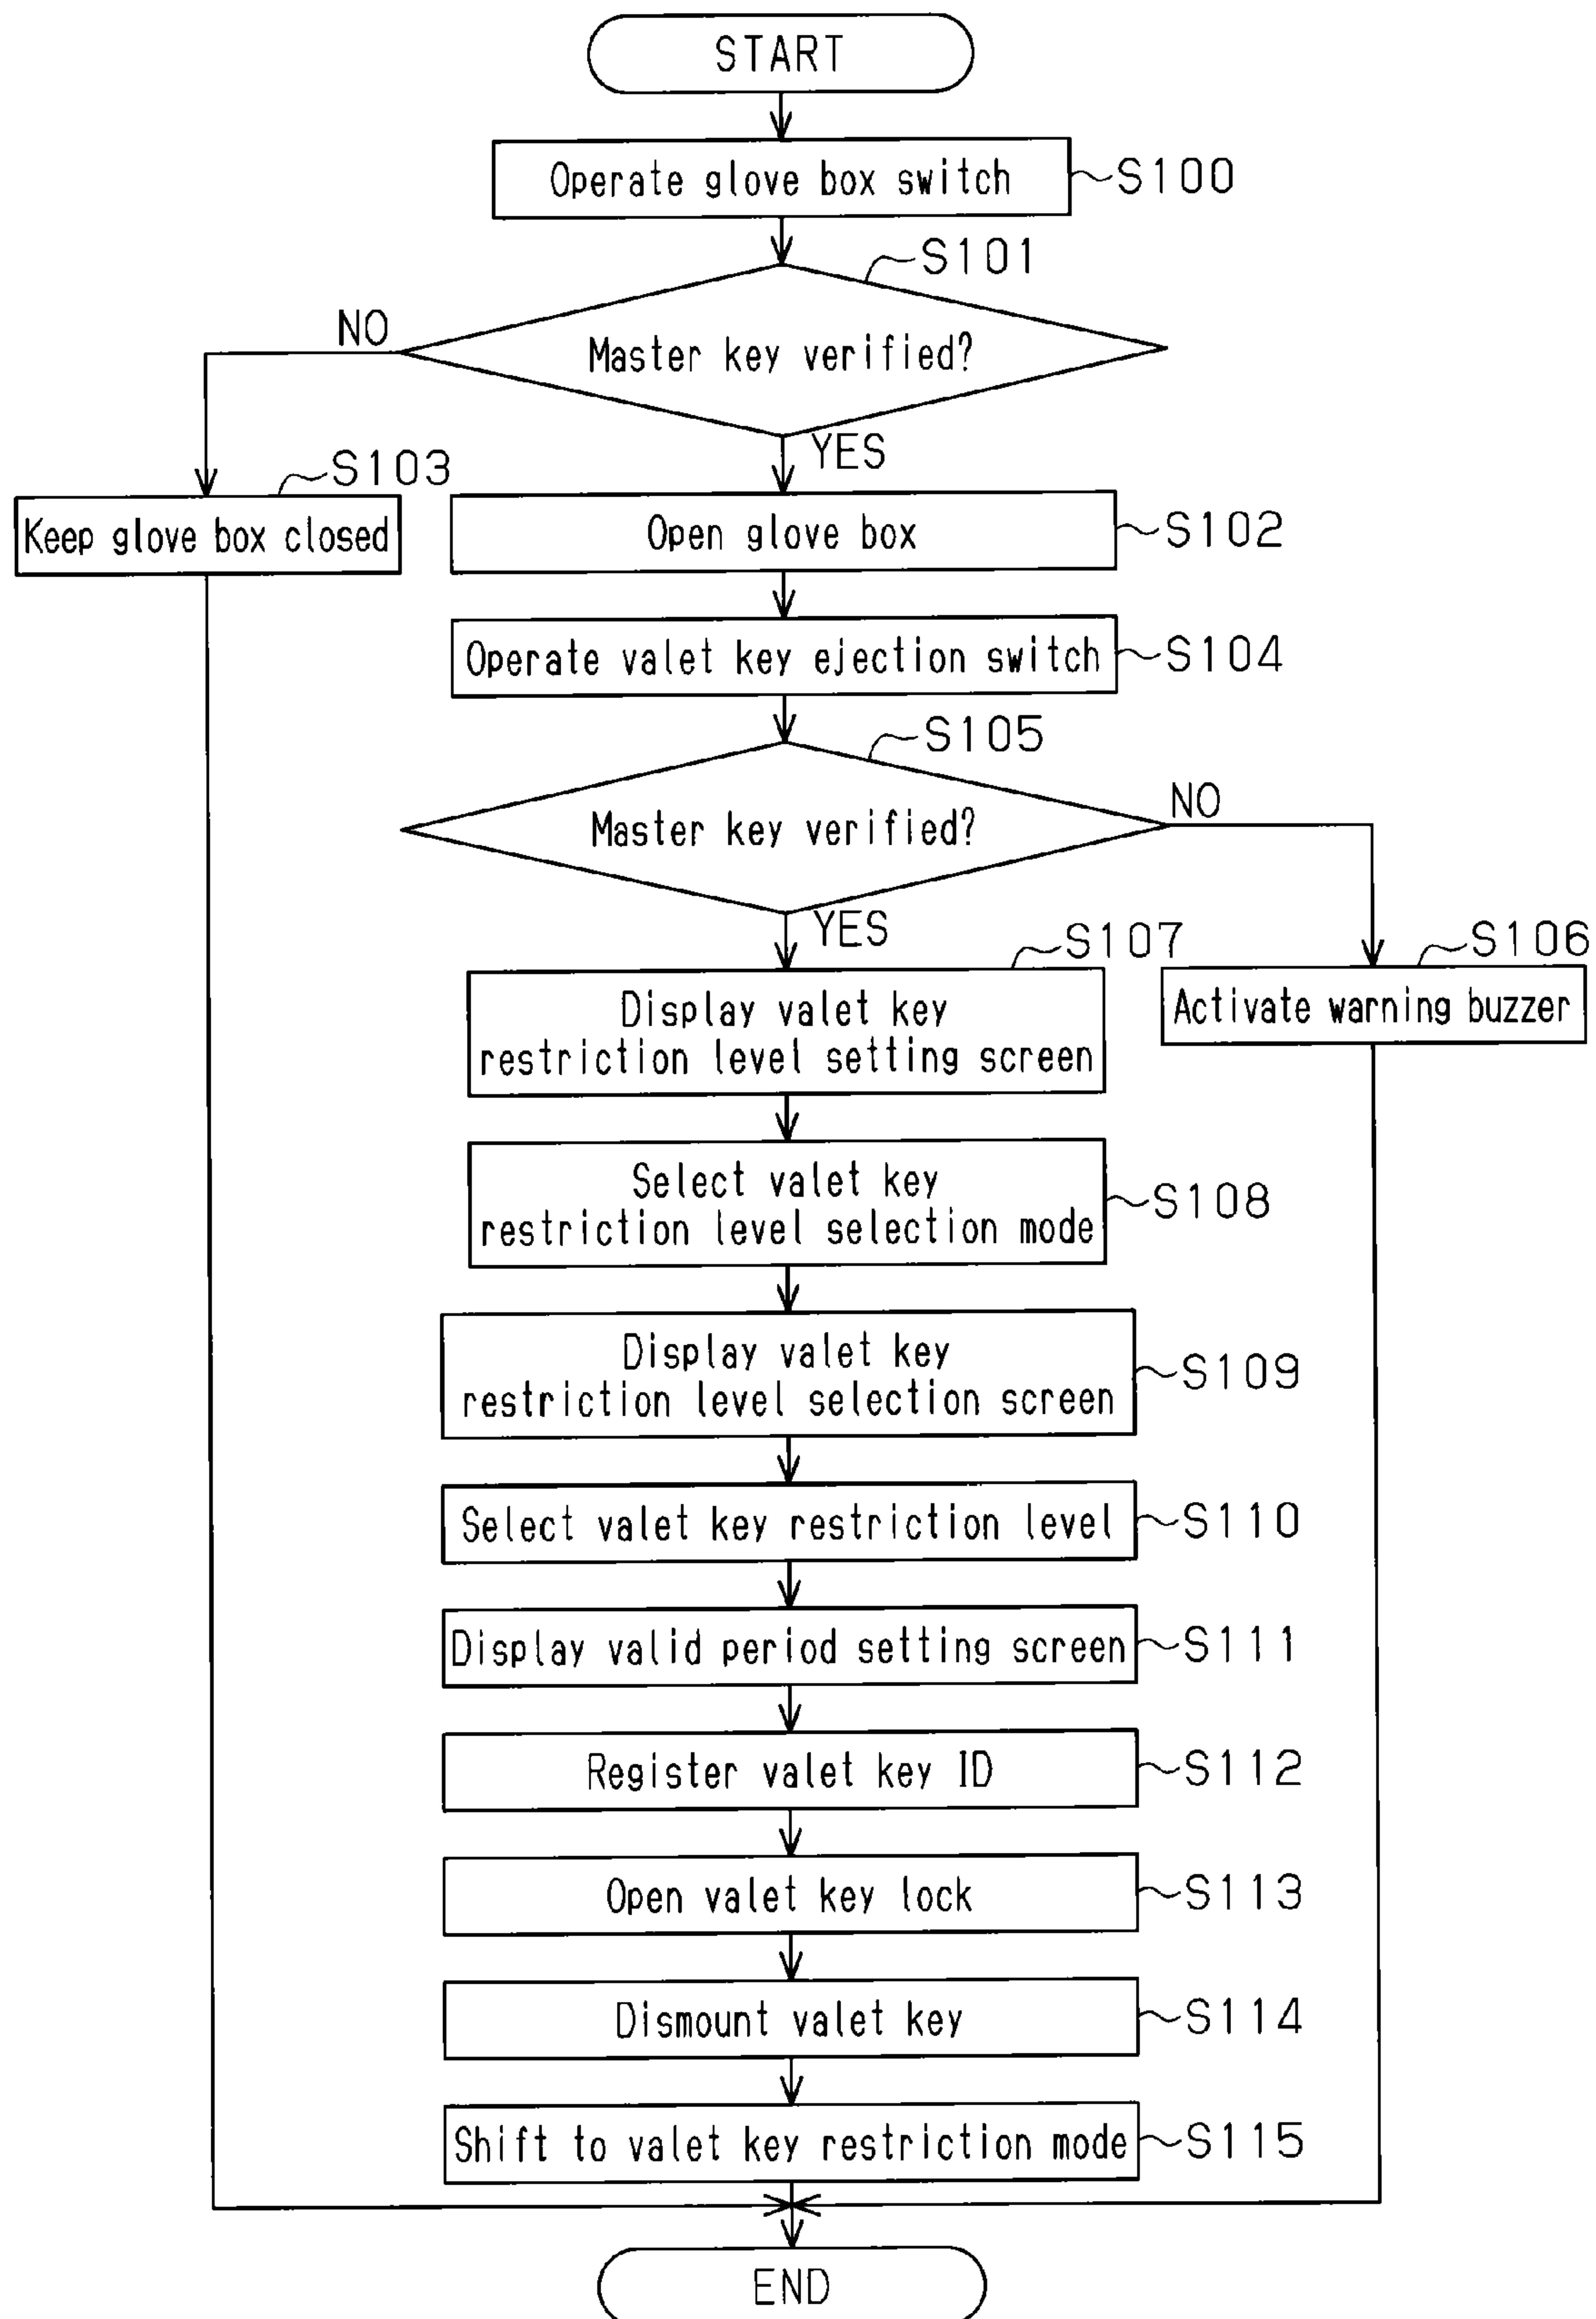 START
Operate glove box switch
S100
S101
NO
Master key verified?
YES
S103
Keep glove box closed
Open glove box
S102
Operate valet key ejection switch
S104
S105
NO
Master key verified?
YES
S107
S106
Display valet key
restriction level setting screen
Activate warning buzzer
Select valet key
restriction level selection mode
S108
Display valet key
restriction level selection screen
S109
Select valet key restriction level
S110
Display valid period setting screen
S111
Register valet key ID
S112
Open valet key lock
S113
Dismount valet key
S114
Shift to valet key restriction mode
S115
END